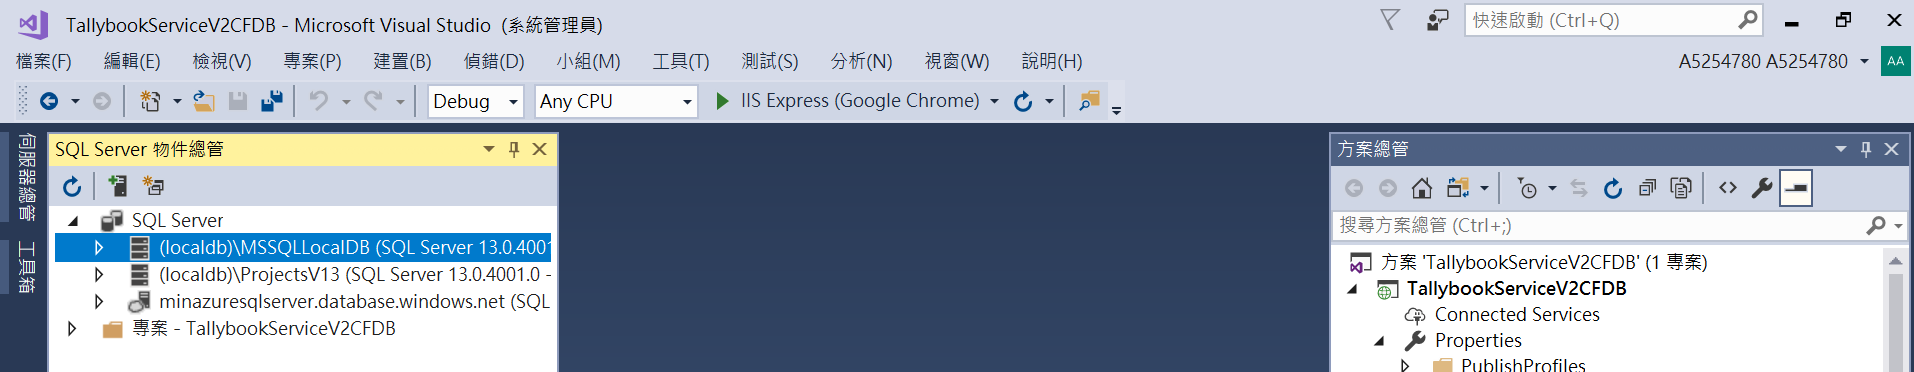 TallybookServiceV2CFDB - Microsoft Visual Studio (系統管理員)
快速啟動 (Ctrl+Q)
檔案(F) 編輯(E) 檢視(V) 專案(P) 建置(B) 偵錯(D) 小組(M) 工具(T) 測試(S) 分析(N) 視窗(W) 說明(H)
A5254780 A5254780 AA
Debug Any CPU IIS Express (Google Chrome)
伺服器總管
工具箱
SQL Server 物件總管
SQL Server
(localdb)\MSSQLLocalDB (SQL Server 13.0.4001
(localdb)\ProjectsV13 (SQL Server 13.0.4001.0 -
minazuresqlserver.database.windows.net (SQL
專案 - TallybookServiceV2CFDB
方案總管
搜尋方案總管 (Ctrl+;)
方案 'TallybookServiceV2CFDB' (1 專案)
TallybookServiceV2CFDB
Connected Services
Properties
PublishProfiles